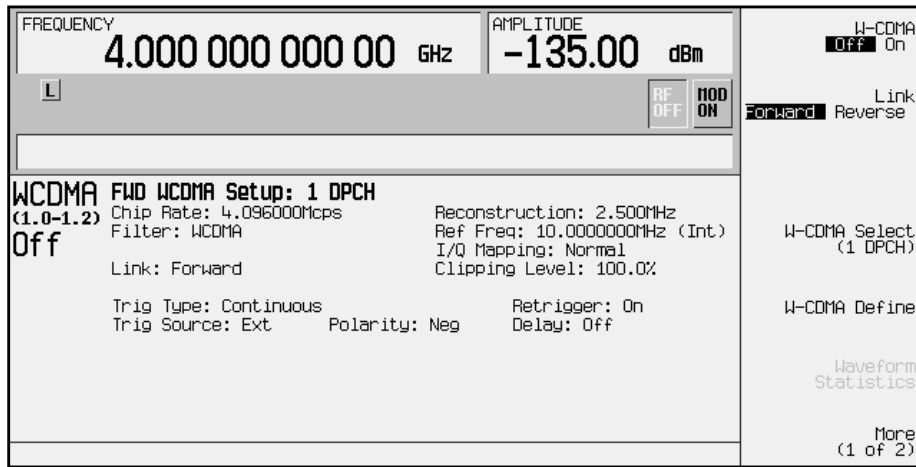 FREQUENCY
4.000 000 000 00 GHz
AMPLITUDE
-135.00 dBm
L
RF OFF
MOD ON
WCDMA
(1.0-1.2)
Off
FWD WCDMA Setup: 1 DPCH
Chip Rate: 4.096000Mcps
Reconstruction: 2.500MHz
Filter: WCDMA
Ref Freq: 10.0000000MHz (Int)
I/Q Mapping: Normal
Link: Forward
Clipping Level: 100.0%
Trig Type: Continuous
Retrigger: On
Trig Source: Ext
Polarity: Neg
Delay: Off
W-CDMA
Off On
Link
Forward Reverse
W-CDMA Select
(1 DPCH)
W-CDMA Define
Waveform
Statistics
More
(1 of 2)